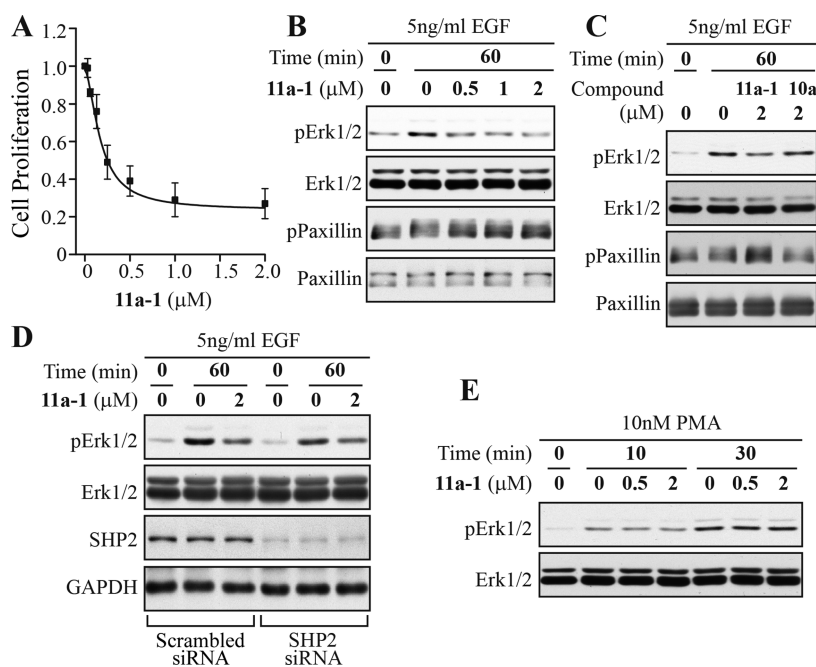 A
1.2
1.0
0.8
0.6
0.4
0.2
0
Cell Proliferation
0 0.5 1.0 1.5 2.0
11a-1 (μM)
B
5ng/ml EGF
Time (min) 0 60
11a-1 (μM) 0 0 0.5 1 2
pErk1/2
Erk1/2
pPaxillin
Paxillin
C
5ng/ml EGF
Time (min) 0 60
Compound 11a-1 10a
(μM) 0 0 2 2
pErk1/2
Erk1/2
pPaxillin
Paxillin
D
5ng/ml EGF
Time (min) 0 60 0 60
11a-1 (μM) 0 0 2 0 0 2
pErk1/2
Erk1/2
SHP2
GAPDH
Scrambled SHP2
siRNA siRNA
E
10nM PMA
Time (min) 0 10 30
11a-1 (μM) 0 0 0.5 2 0 0.5 2
pErk1/2
Erk1/2